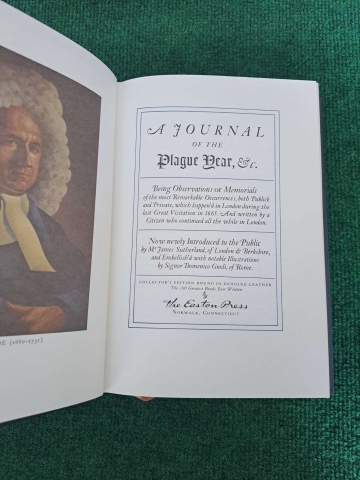 A JOURNAL
OF THE
Plague Year, &c.
Being Observations or Memorials
of the most Remarkable Occurrences, both Publick
and Private, which happen'd in London during the
last Great Visitation in 1665. And written by a
Citizen who continued all the while in London.
Now newly Introduced to the Public
by Mr James Sutherland, of London & Berkshire,
and Embelish'd with notable Illustrations by
Signor Domenico Gnoli, of Rome.
COLLECTOR'S EDITION BOUND IN GENUINE LEATHER
The 100 Greatest Books Ever Written
The Easton Press
NORWALK, CONNECTICUT
OE (1660–1731)